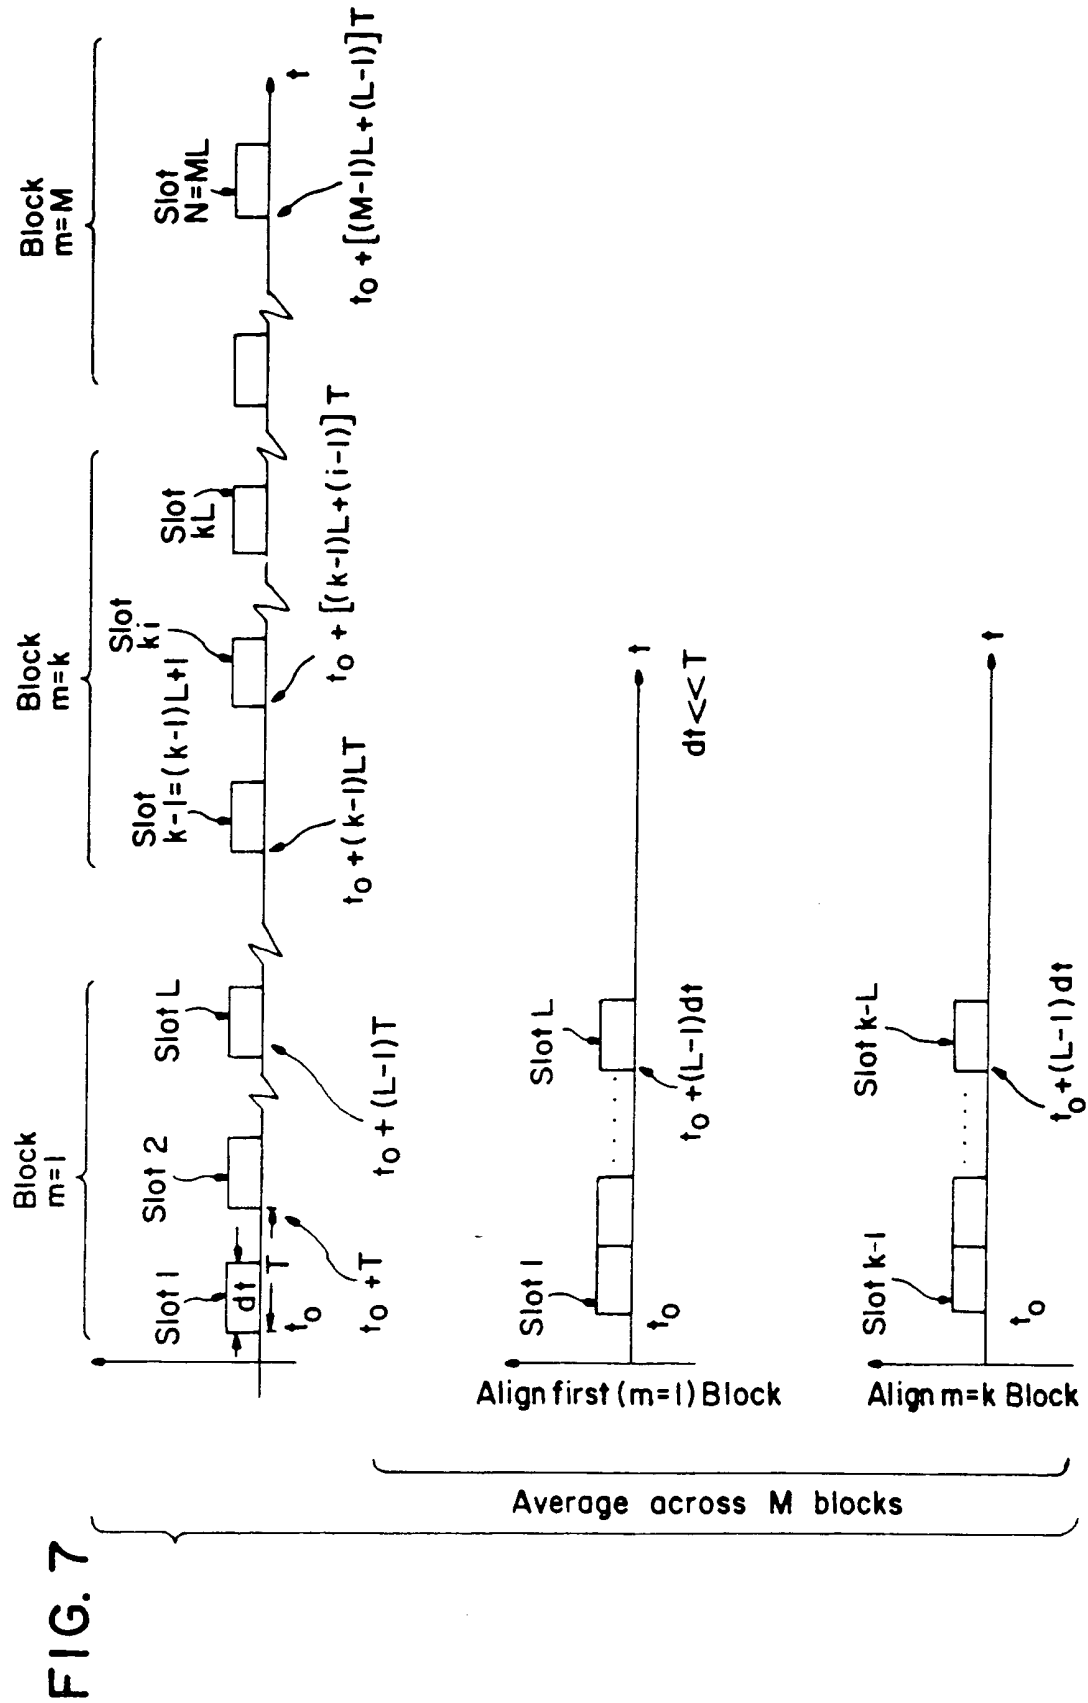 FIG. 7
Block
m=1
Block
m=k
Block
m=M
Slot 1
Slot 2
Slot L
Slot
k-1=(k-1)L+1
Slot
ki
Slot
kL
Slot
N=ML
dt
T
t
t₀
t₀+T
t₀+(L-1)T
t₀+(k-1)LT
t₀+[(k-1)L+(i-1)]T
t₀+[(M-1)L+(L-1)]T
Align first (m=1) Block
Slot 1
Slot L
. . . . .
t
t₀
t₀+(L-1)dt
dt<<T
Align m=k Block
Slot k-1
Slot k-L
. . . . .
t
t₀
t₀+(L-1)dt
Average across M blocks